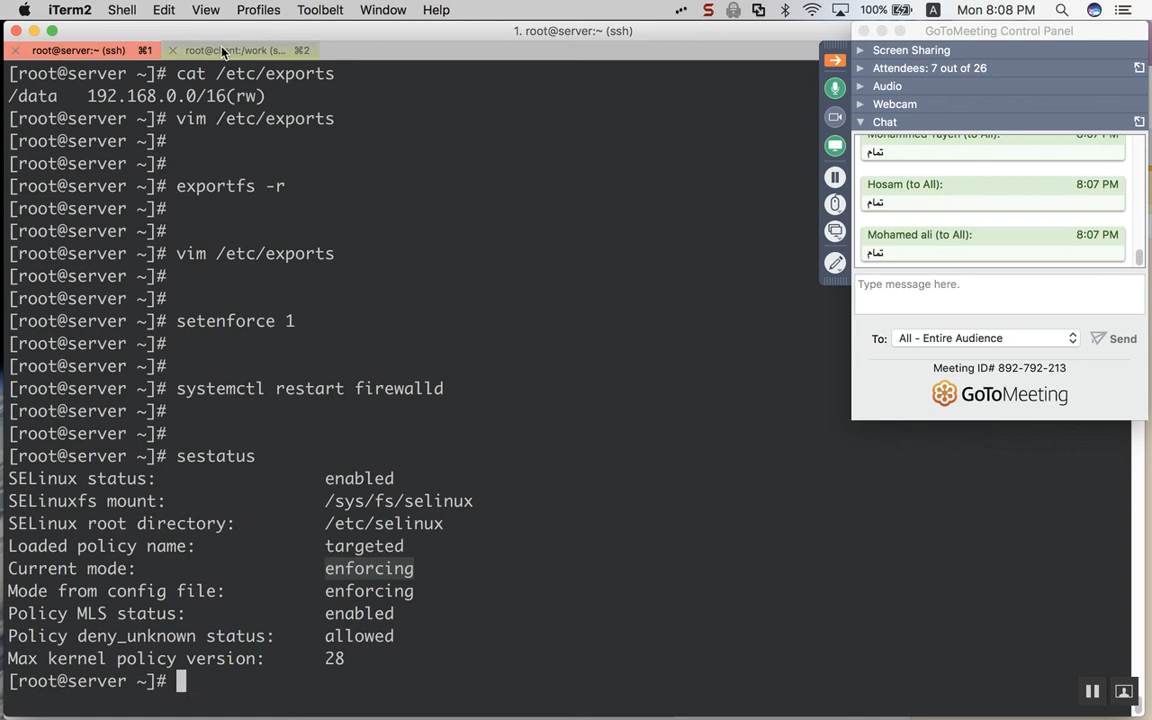 iTerm2 Shell Edit View Profiles Toolbelt Window Help 100% A Mon 8:08 PM
1. root@server:~ (ssh)
GoToMeeting Control Panel
root@server:~ (ssh) ⌘1
root@client:/work (s... ⌘2
[root@server ~]# cat /etc/exports
/data   192.168.0.0/16(rw)
[root@server ~]# vim /etc/exports
[root@server ~]#
[root@server ~]#
[root@server ~]# exportfs -r
[root@server ~]#
[root@server ~]#
[root@server ~]# vim /etc/exports
[root@server ~]#
[root@server ~]#
[root@server ~]# setenforce 1
[root@server ~]#
[root@server ~]#
[root@server ~]# systemctl restart firewalld
[root@server ~]#
[root@server ~]#
[root@server ~]# sestatus
SELinux status:                 enabled
SELinuxfs mount:                /sys/fs/selinux
SELinux root directory:         /etc/selinux
Loaded policy name:             targeted
Current mode:                   enforcing
Mode from config file:          enforcing
Policy MLS status:              enabled
Policy deny_unknown status:     allowed
Max kernel policy version:      28
[root@server ~]#
Screen Sharing
Attendees: 7 out of 26
Audio
Webcam
Chat
تمام
Hosam (to All): 8:07 PM
تمام
Mohamed ali (to All): 8:07 PM
تمام
Type message here.
To: All - Entire Audience Send
Meeting ID# 892-792-213
GoToMeeting